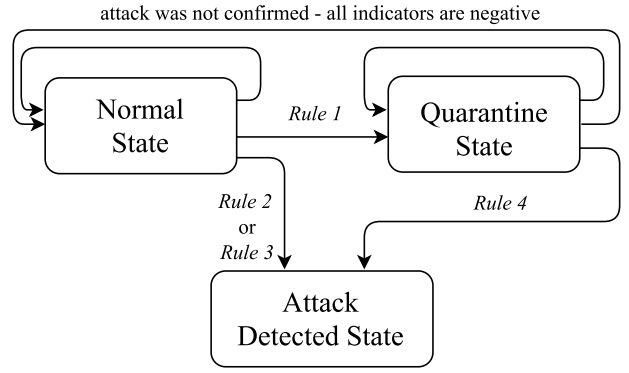 attack was not confirmed - all indicators are negative
Normal
State
Rule 1
Quarantine
State
Rule 2
or
Rule 3
Rule 4
Attack
Detected State